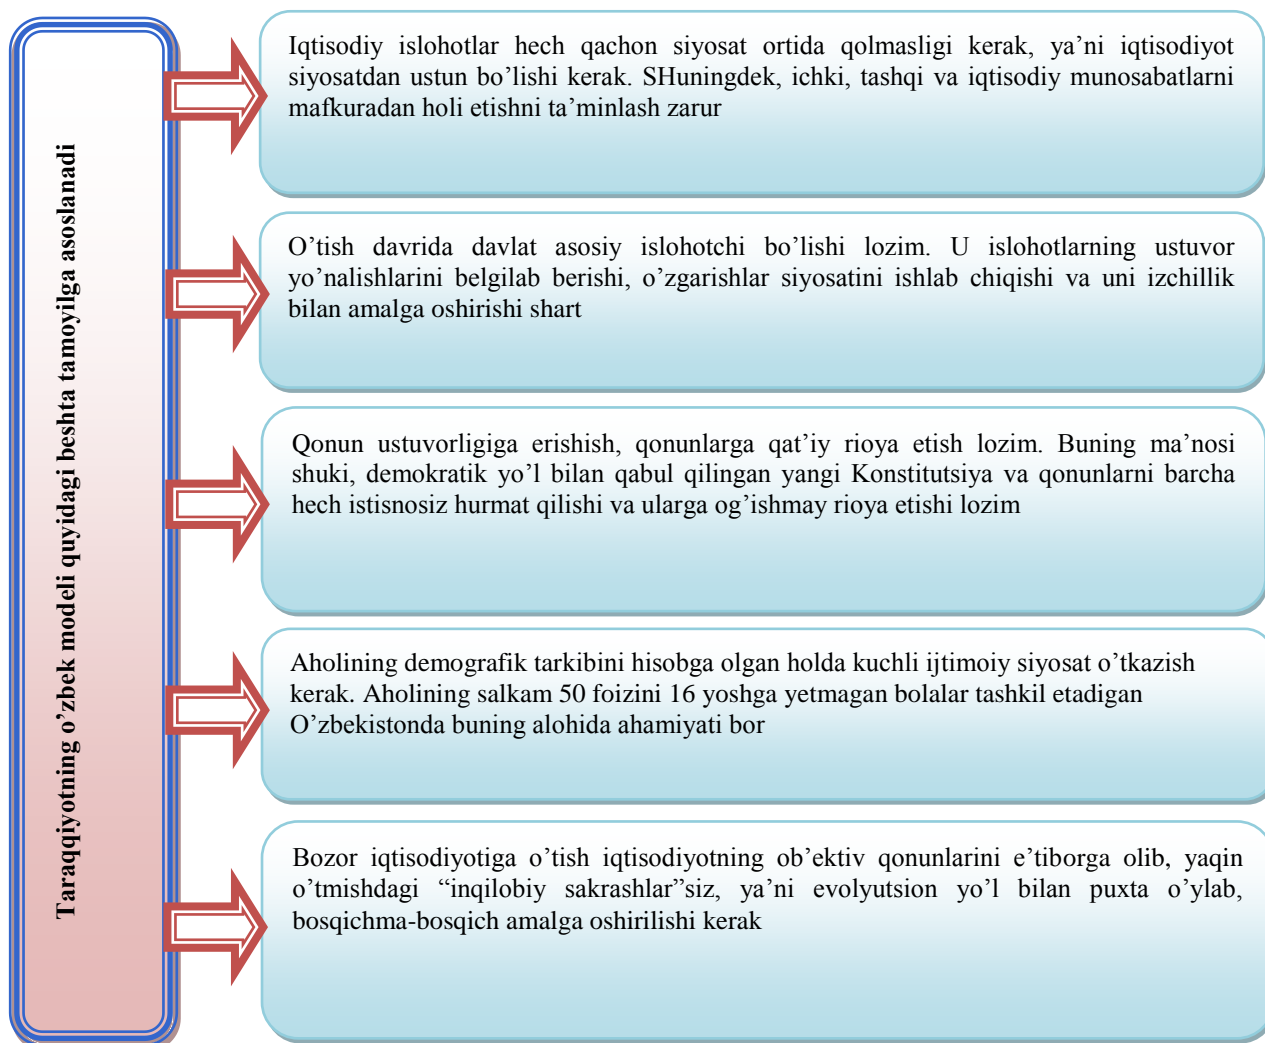 Taraqqiyotning o’zbek modeli quyidagi beshta tamoyilga asoslanadi
Iqtisodiy islohotlar hech qachon siyosat ortida qolmasligi kerak, ya’ni iqtisodiyot
siyosatdan ustun bo’lishi kerak. SHuningdek, ichki, tashqi va iqtisodiy munosabatlarni
mafkuradan holi etishni ta’minlash zarur
O’tish davrida davlat asosiy islohotchi bo’lishi lozim. U islohotlarning ustuvor
yo’nalishlarini belgilab berishi, o’zgarishlar siyosatini ishlab chiqishi va uni izchillik
bilan amalga oshirishi shart
Qonun ustuvorligiga erishish, qonunlarga qat’iy rioya etish lozim. Buning ma’nosi
shuki, demokratik yo’l bilan qabul qilingan yangi Konstitutsiya va qonunlarni barcha
hech istisnosiz hurmat qilishi va ularga og’ishmay rioya etishi lozim
Aholining demografik tarkibini hisobga olgan holda kuchli ijtimoiy siyosat o’tkazish
kerak. Aholining salkam 50 foizini 16 yoshga yetmagan bolalar tashkil etadigan
O’zbekistonda buning alohida ahamiyati bor
Bozor iqtisodiyotiga o’tish iqtisodiyotning ob’ektiv qonunlarini e’tiborga olib, yaqin
o’tmishdagi “inqilobiy sakrashlar”siz, ya’ni evolyutsion yo’l bilan puxta o’ylab,
bosqichma-bosqich amalga oshirilishi kerak